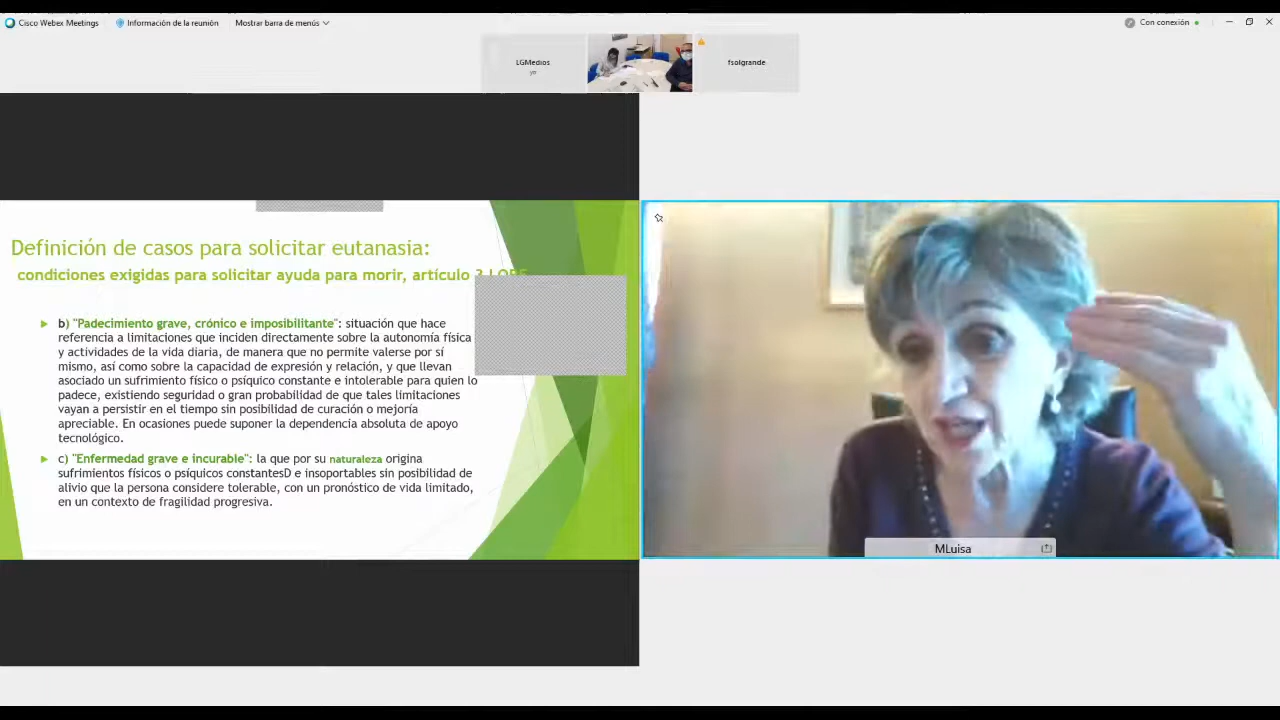 Cisco Webex Meetings
Información de la reunión
Mostrar barra de menús
Con conexión
LGMedios
yo
fsolgrande
Definición de casos para solicitar eutanasia:
condiciones exigidas para solicitar ayuda para morir, artículo
b) "Padecimiento grave, crónico e imposibilitante": situación que hace
referencia a limitaciones que inciden directamente sobre la autonomía física
y actividades de la vida diaria, de manera que no permite valerse por sí
mismo, así como sobre la capacidad de expresión y relación, y que llevan
asociado un sufrimiento físico o psíquico constante e intolerable para quien lo
padece, existiendo seguridad o gran probabilidad de que tales limitaciones
vayan a persistir en el tiempo sin posibilidad de curación o mejoría
apreciable. En ocasiones puede suponer la dependencia absoluta de apoyo
tecnológico.
c) "Enfermedad grave e incurable": la que por su naturaleza origina
sufrimientos físicos o psíquicos constantesD e insoportables sin posibilidad de
alivio que la persona considere tolerable, con un pronóstico de vida limitado,
en un contexto de fragilidad progresiva.
MLuisa